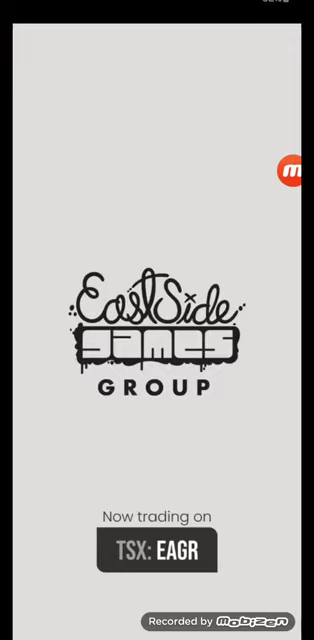 EastSide
games
GROUP
Now trading on
TSX: EAGR
Recorded by MOBIZEN